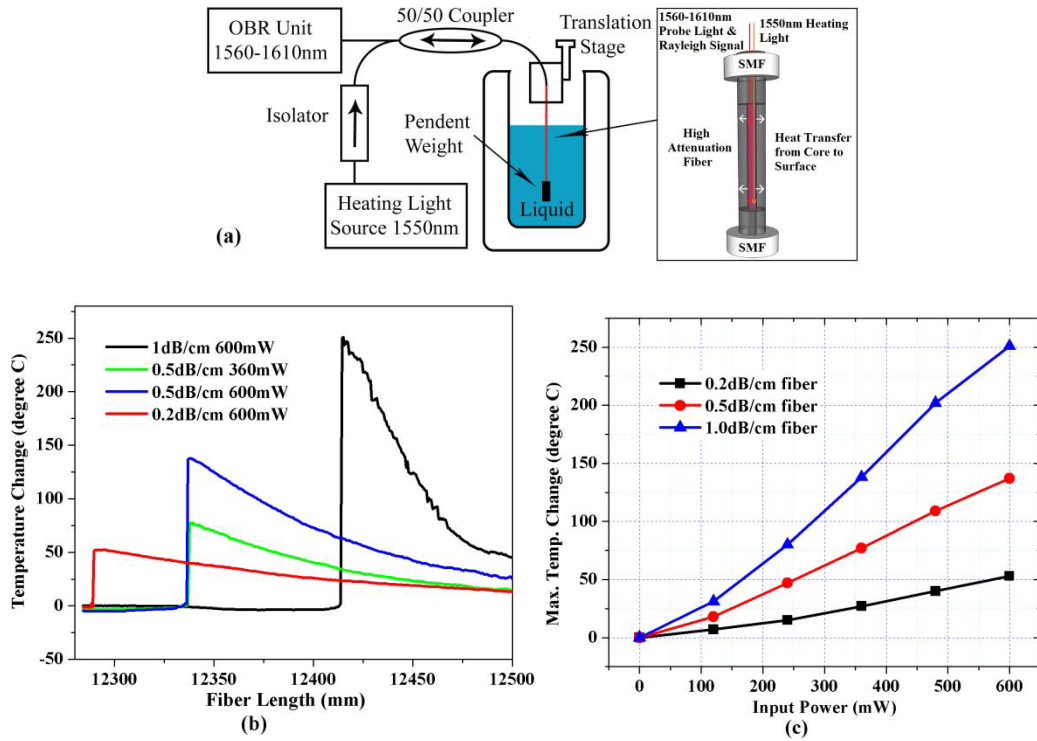 OBR Unit
1560-1610nm
50/50 Coupler
Translation
Stage
Isolator
Pendent
Weight
Liquid
Heating Light
Source 1550nm
(a)
1560-1610nm
Probe Light &
Rayleigh Signal
1550nm
Heating
Light
SMF
High
Attenuation
Fiber
Heat Transfer
from Core to
Surface
SMF
Temperature Change (degree C)
250
200
150
100
50
0
-50
1dB/cm 600mW
0.5dB/cm 360mW
0.5dB/cm 600mW
0.2dB/cm 600mW
12300 12350 12400 12450 12500
Fiber Length (mm)
(b)
Max. Temp. Change (degree C)
250
200
150
100
50
0
0.2dB/cm fiber
0.5dB/cm fiber
1.0dB/cm fiber
0 100 200 300 400 500 600
Input Power (mW)
(c)